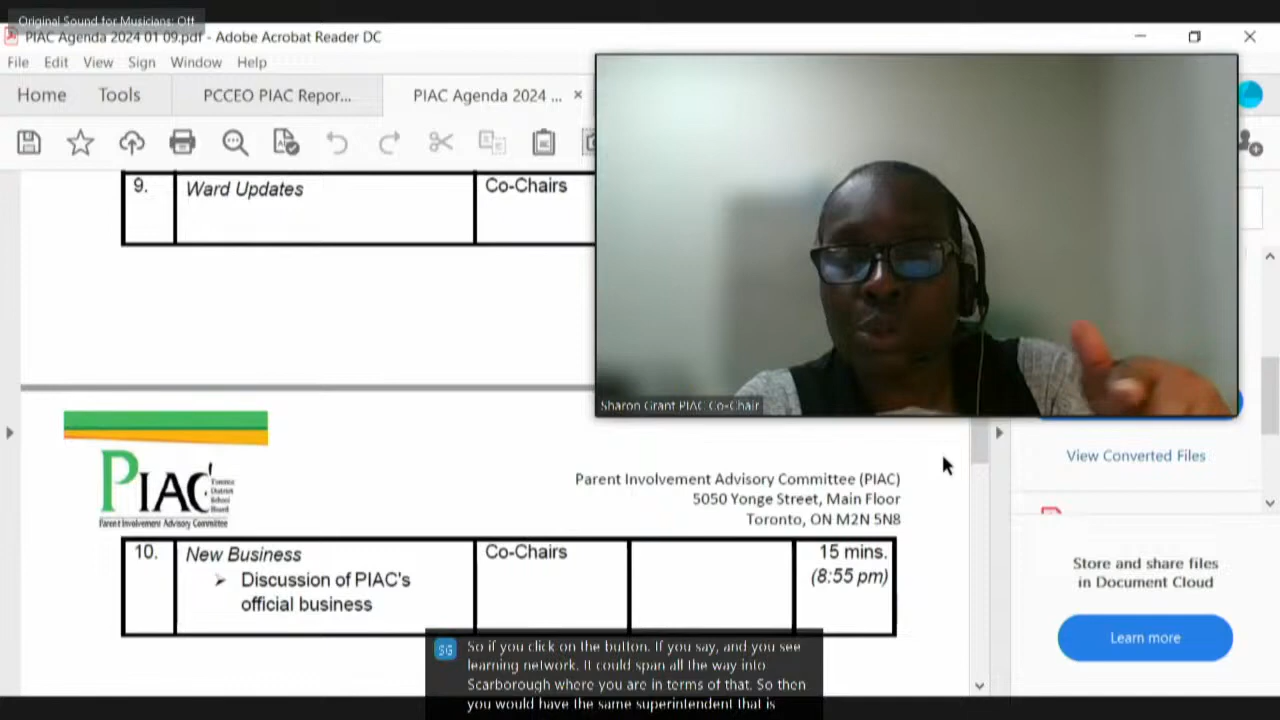 Original Sound for Musicians: Off
PIAC Agenda 2024 01 09.pdf - Adobe Acrobat Reader DC
File Edit View Sign Window Help
Home Tools PCCEO PIAC Repor... PIAC Agenda 2024 ... ×
9. Ward Updates Co-Chairs
Sharon Grant PIAC Co-Chair
View Converted Files
PIAC
Toronto
District
School
Board
Parent Involvement Advisory Committee
Parent Involvement Advisory Committee (PIAC)
5050 Yonge Street, Main Floor
Toronto, ON M2N 5N8
10. New Business Co-Chairs 15 mins.
➢ Discussion of PIAC's (8:55 pm)
official business
Store and share files
in Document Cloud
Learn more
SG So if you click on the button. If you say, and you see
learning network. It could span all the way into
Scarborough where you are in terms of that. So then
you would have the same superintendent that is